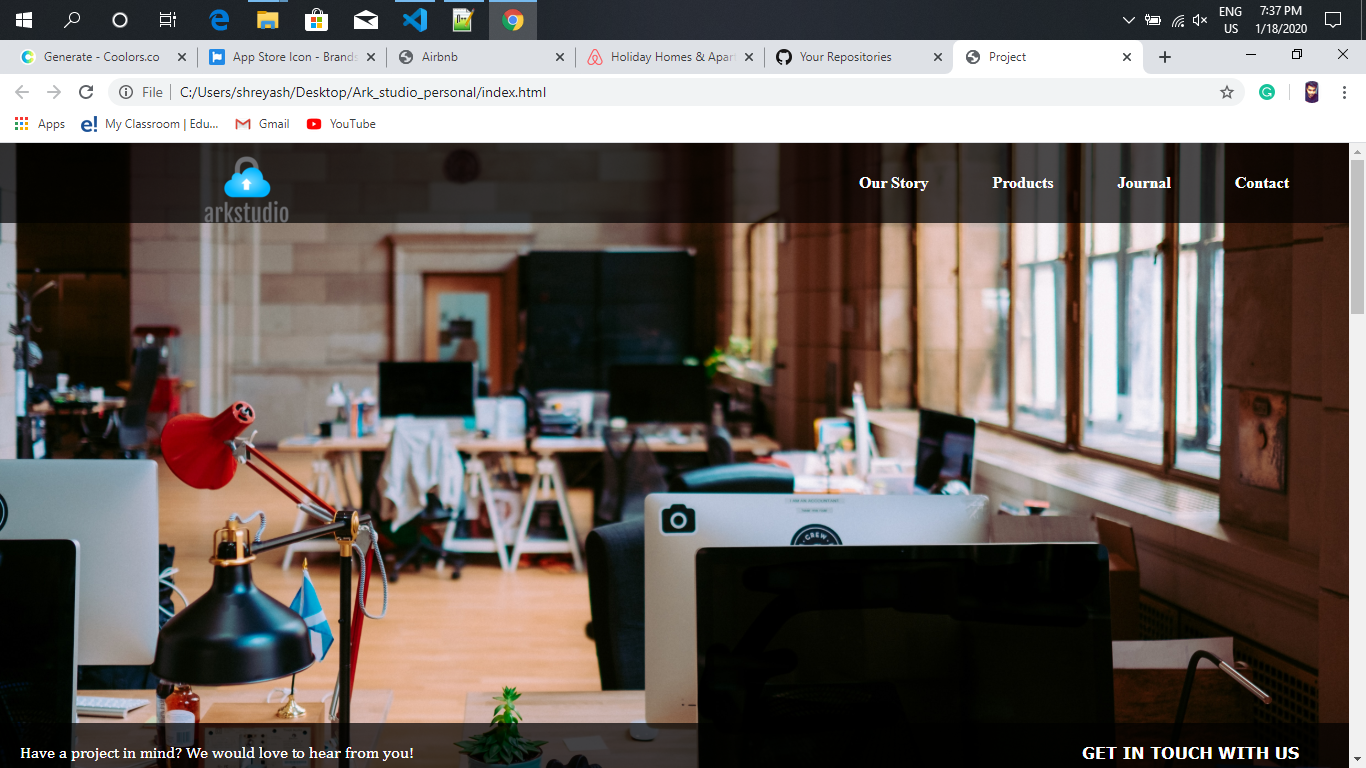 ENG
US
7:37 PM
1/18/2020
Generate - Coolors.co
App Store Icon - Brands
Airbnb
Holiday Homes & Apar
Your Repositories
Project
File
C:/Users/shreyash/Desktop/Ark_studio_personal/index.html
Apps
e!
My Classroom | Edu...
Gmail
YouTube
arkstudio
Our Story
Products
Journal
Contact
CREW
Have a project in mind? We would love to hear from you!
GET IN TOUCH WITH US